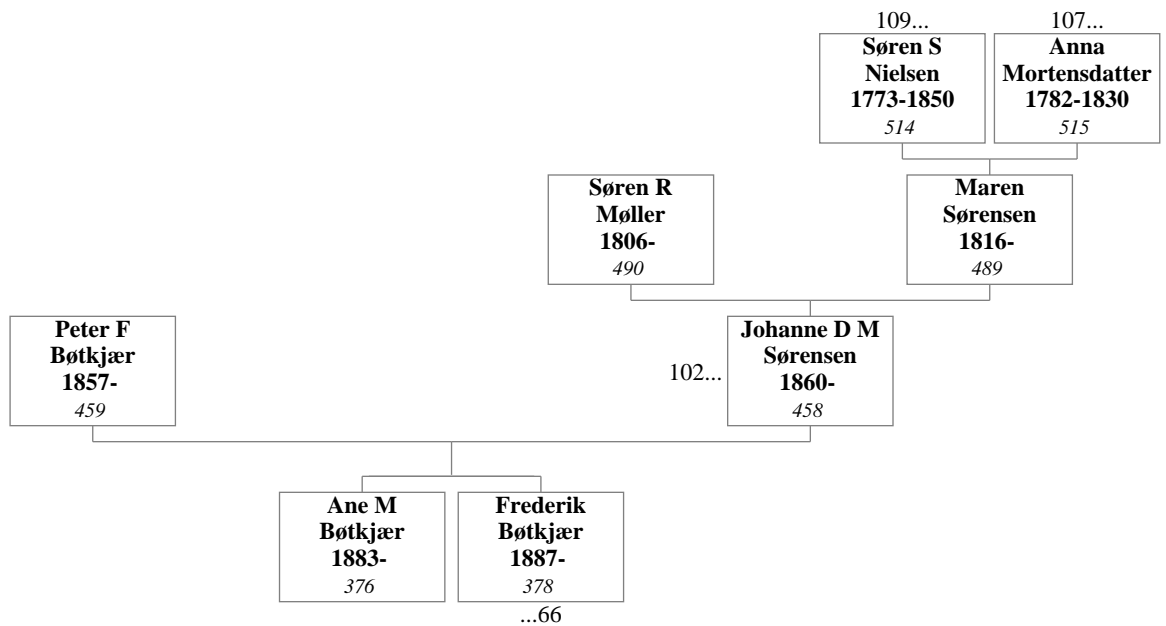 109...
Søren S
Nielsen
1773-1850
514
107...
Anna
Mortensdatter
1782-1830
515
Søren R
Møller
1806-
490
Maren
Sørensen
1816-
489
Peter F
Bøtkjær
1857-
459
102...
Johanne D M
Sørensen
1860-
458
Ane M
Bøtkjær
1883-
376
Frederik
Bøtkjær
1887-
378
...66